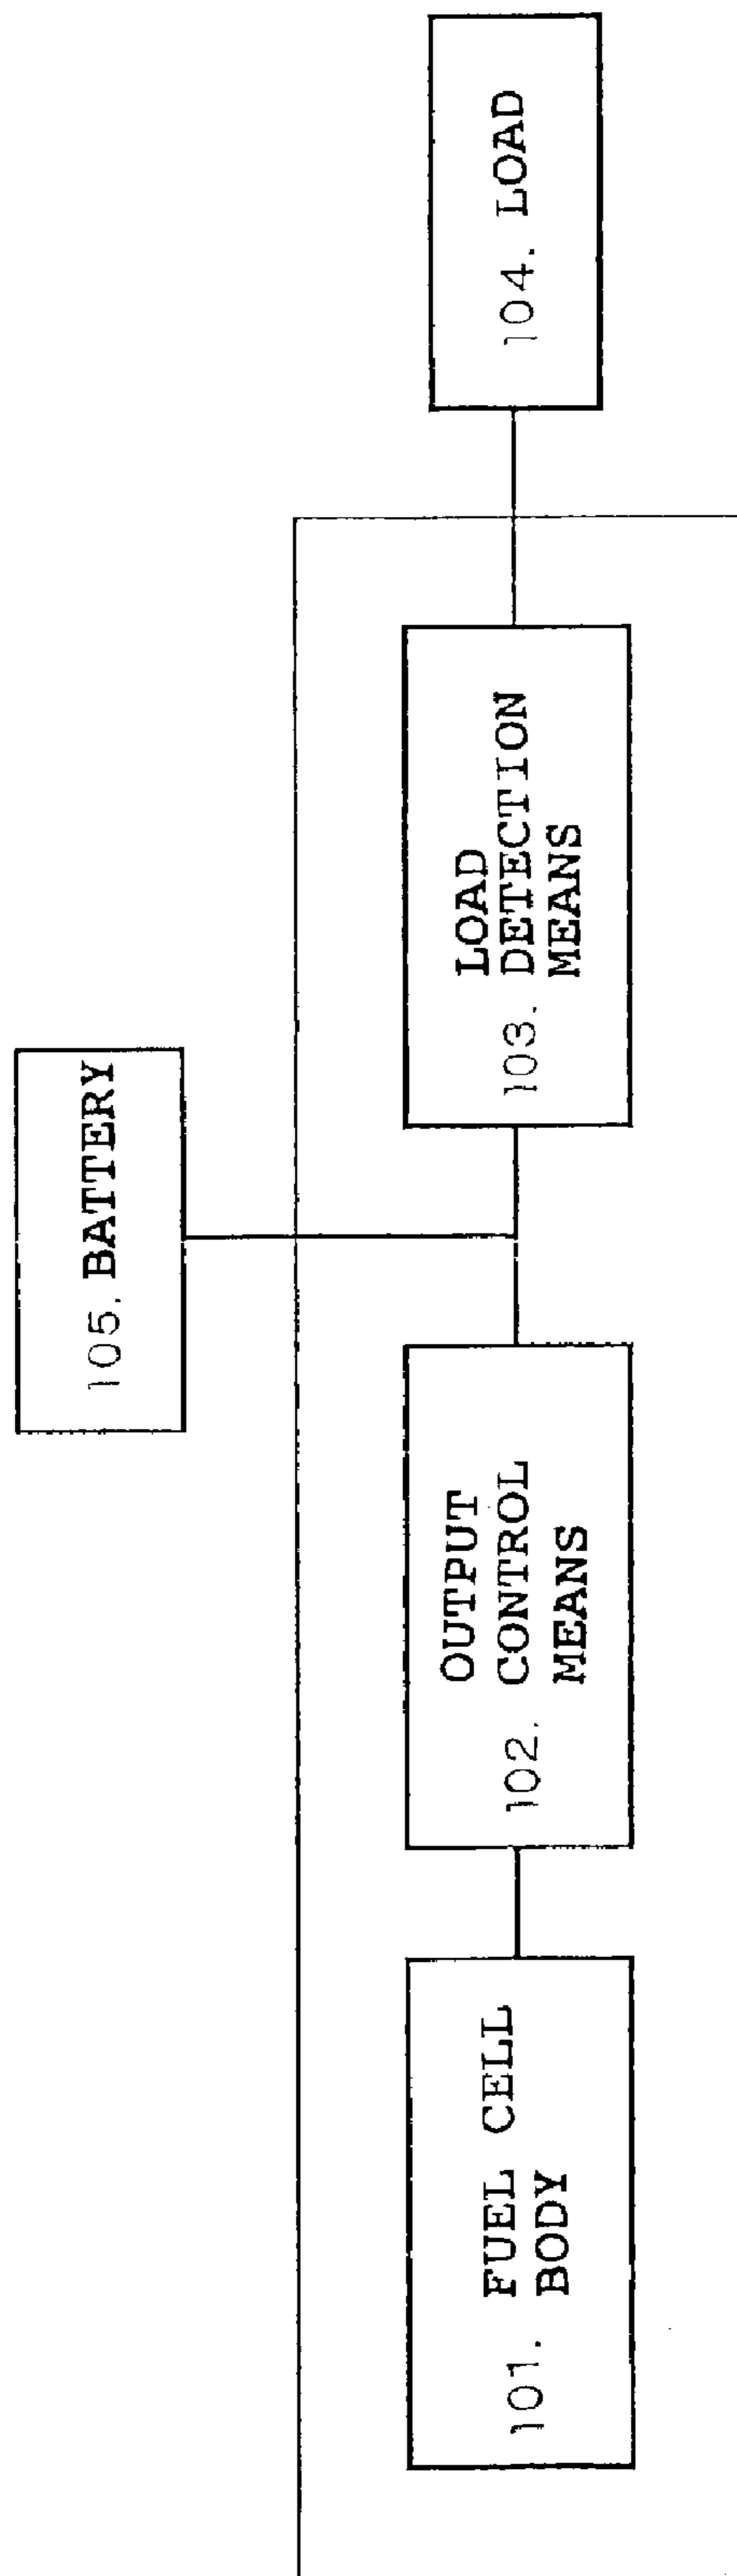 105. BATTERY
101. FUEL CELL
BODY
OUTPUT
102. CONTROL
MEANS
LOAD
103. DETECTION
MEANS
104. LOAD